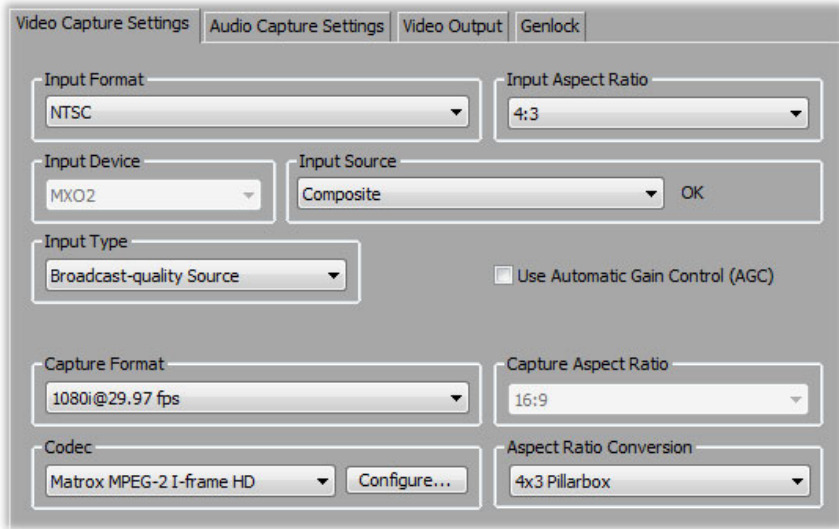 Video Capture Settings Audio Capture Settings Video Output Genlock
Input Format Input Aspect Ratio
NTSC 4:3
Input Device Input Source
MXO2 Composite OK
Input Type
Broadcast-quality Source Use Automatic Gain Control (AGC)
Capture Format Capture Aspect Ratio
1080i@29.97 fps 16:9
Codec Aspect Ratio Conversion
Matrox MPEG-2 I-frame HD Configure... 4x3 Pillarbox